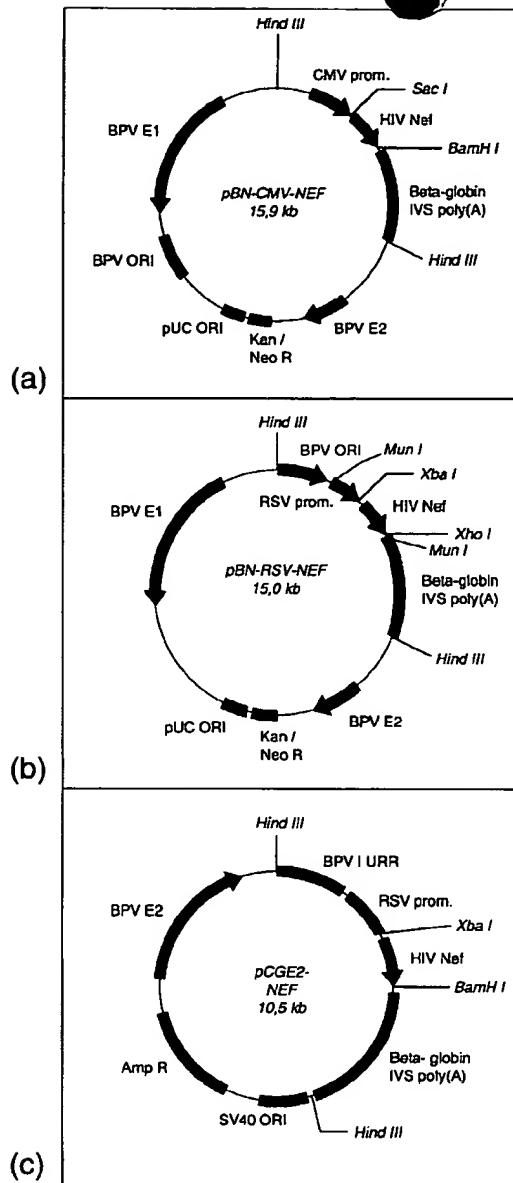 Hind III
CMV prom.
Sac I
HIV Nef
BamH I
Beta-globin
IVS poly(A)
Hind III
BPV E2
Kan /
Neo R
pUC ORI
BPV ORI
BPV E1
pBN-CMV-NEF
15,9 kb
(a)
Hind III
BPV ORI
Mun I
RSV prom.
Xba I
HIV Nef
Xho I
Mun I
Beta-globin
IVS poly(A)
Hind III
BPV E2
Kan /
Neo R
pUC ORI
BPV E1
pBN-RSV-NEF
15,0 kb
(b)
Hind III
BPV I URR
RSV prom.
Xba I
HIV Nef
BamH I
Beta- globin
IVS poly(A)
Hind III
SV40 ORI
Amp R
BPV E2
pCGE2-
NEF
10,5 kb
(c)